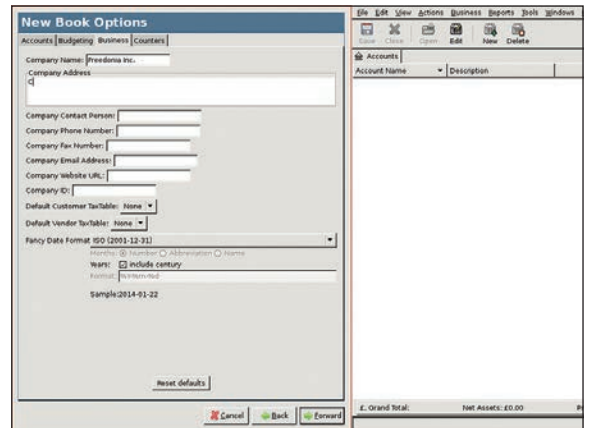 New Book Options
Accounts Budgeting Business Counters
Company Name: Freedonia Inc.
Company Address
C
Company Contact Person:
Company Phone Number:
Company Fax Number:
Company Email Address:
Company Website URL:
Company ID:
Default Customer TaxTable: None
Default Vendor TaxTable: None
Fancy Date Format ISO (2001-12-31)
Months: Number Abbreviation Name
Years: include century
Format:
Sample:2014-01-22
Reset defaults
Cancel Back Forward
File Edit View Actions Business Reports Tools Windows
Save Close Open Edit New Delete
Accounts
Account Name Description
£, Grand Total: Net Assets: £0.00